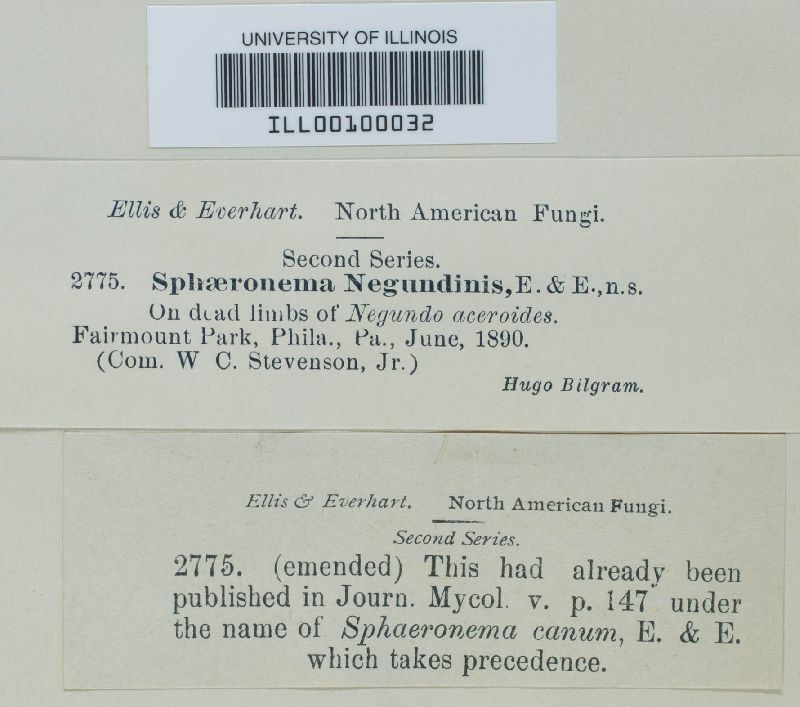 UNIVERSITY OF ILLINOIS
ILL00100032
Ellis & Everhart. North American Fungi.
Second Series.
2775. Sphæronema Negundinis, E. & E., n.s.
On dead limbs of Negundo aceroides.
Fairmount Park, Phila., Pa., June, 1890.
(Com. W C. Stevenson, Jr.)
Hugo Bilgram.
Ellis & Everhart. North American Fungi.
Second Series.
2775. (emended) This had already been
published in Journ. Mycol. v. p. 147 under
the name of Sphaeronema canum, E. & E.
which takes precedence.